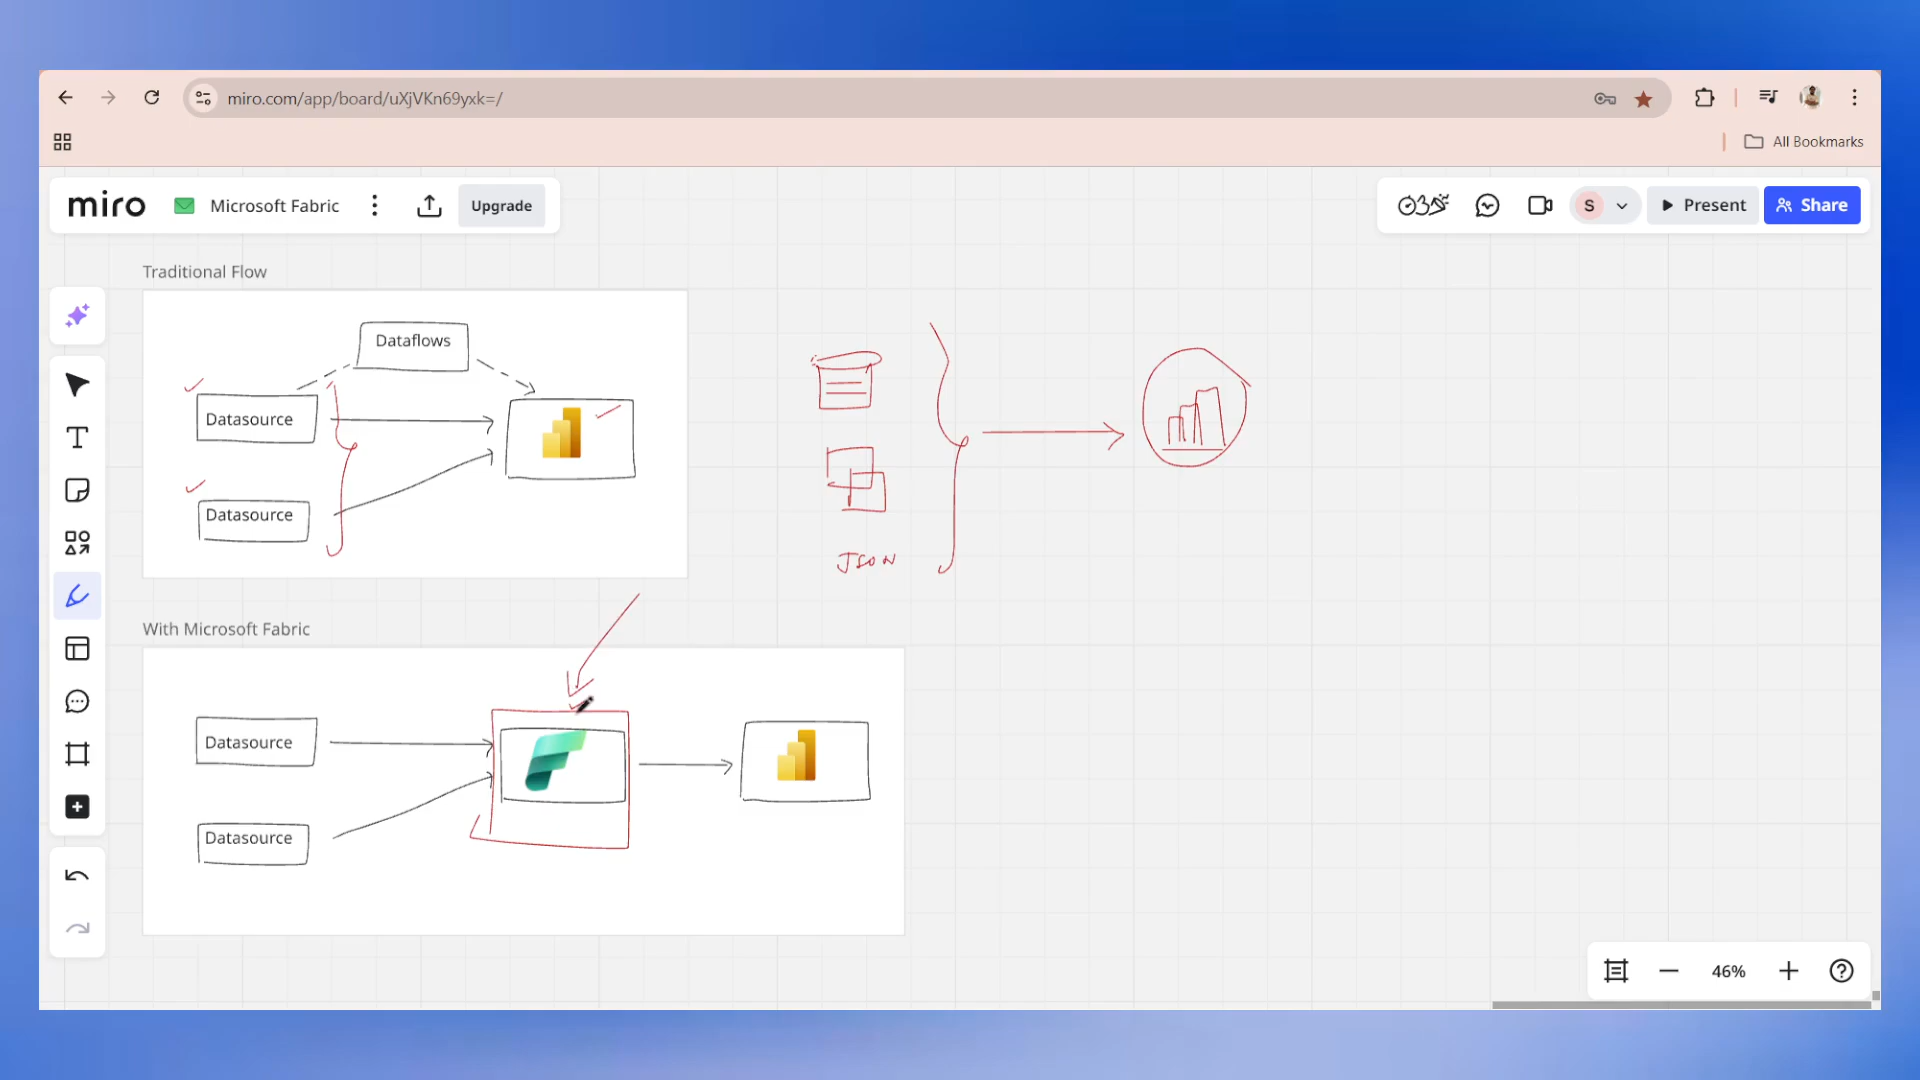 miro.com/app/board/uXjVKn69yxk=/
All Bookmarks
miro
Microsoft Fabric
Upgrade
S
Present
Share
Traditional Flow
Dataflows
Datasource
Datasource
JSON
With Microsoft Fabric
Datasource
Datasource
46%